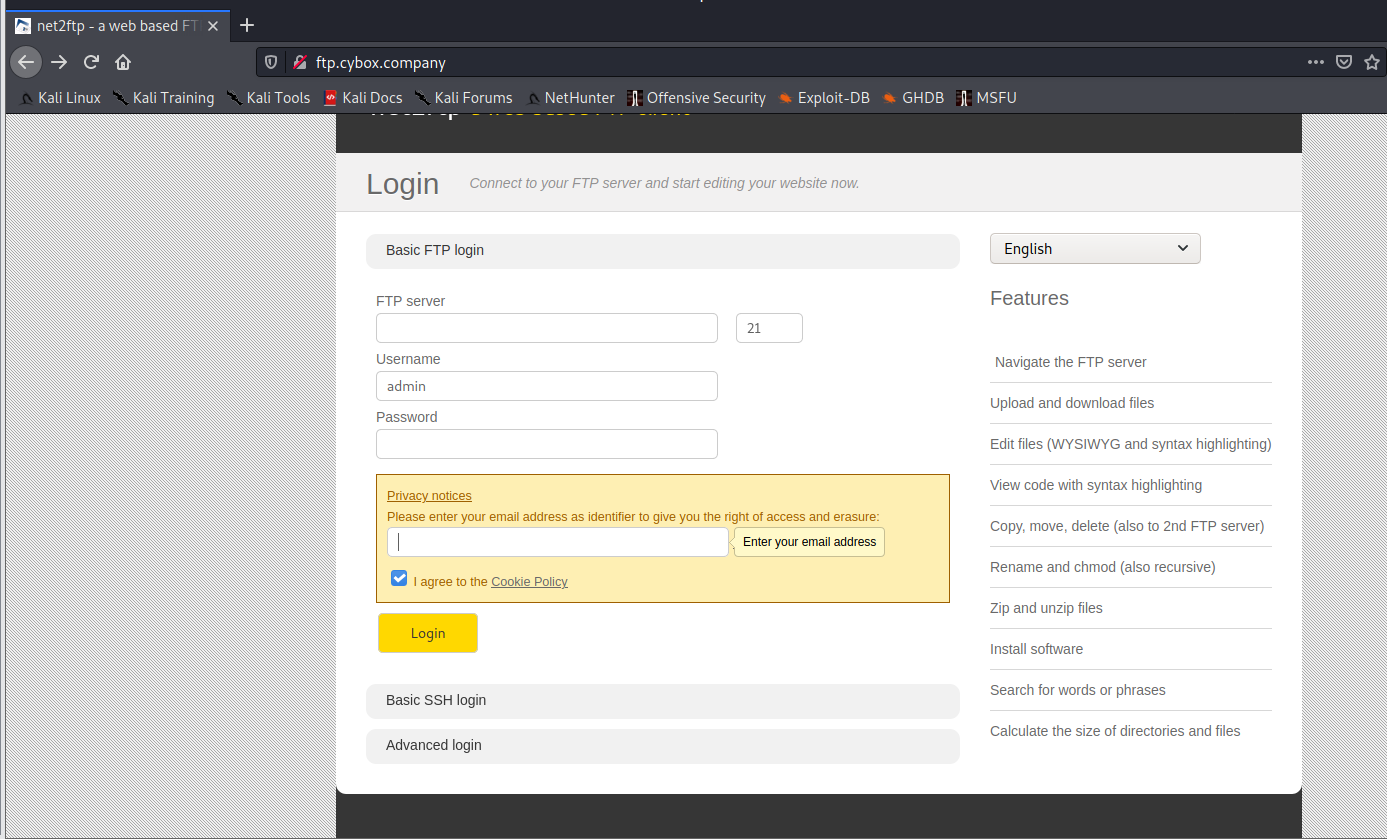 net2ftp - a web based FT
ftp.cybox.company
Kali Linux Kali Training Kali Tools Kali Docs Kali Forums NetHunter Offensive Security Exploit-DB GHDB MSFU
Login Connect to your FTP server and start editing your website now.
Basic FTP login
English
FTP server
Features
21
Username
Navigate the FTP server
admin
Upload and download files
Password
Edit files (WYSIWYG and syntax highlighting)
View code with syntax highlighting
Privacy notices
Please enter your email address as identifier to give you the right of access and erasure:
Copy, move, delete (also to 2nd FTP server)
Enter your email address
Rename and chmod (also recursive)
I agree to the Cookie Policy
Zip and unzip files
Login
Install software
Search for words or phrases
Basic SSH login
Calculate the size of directories and files
Advanced login